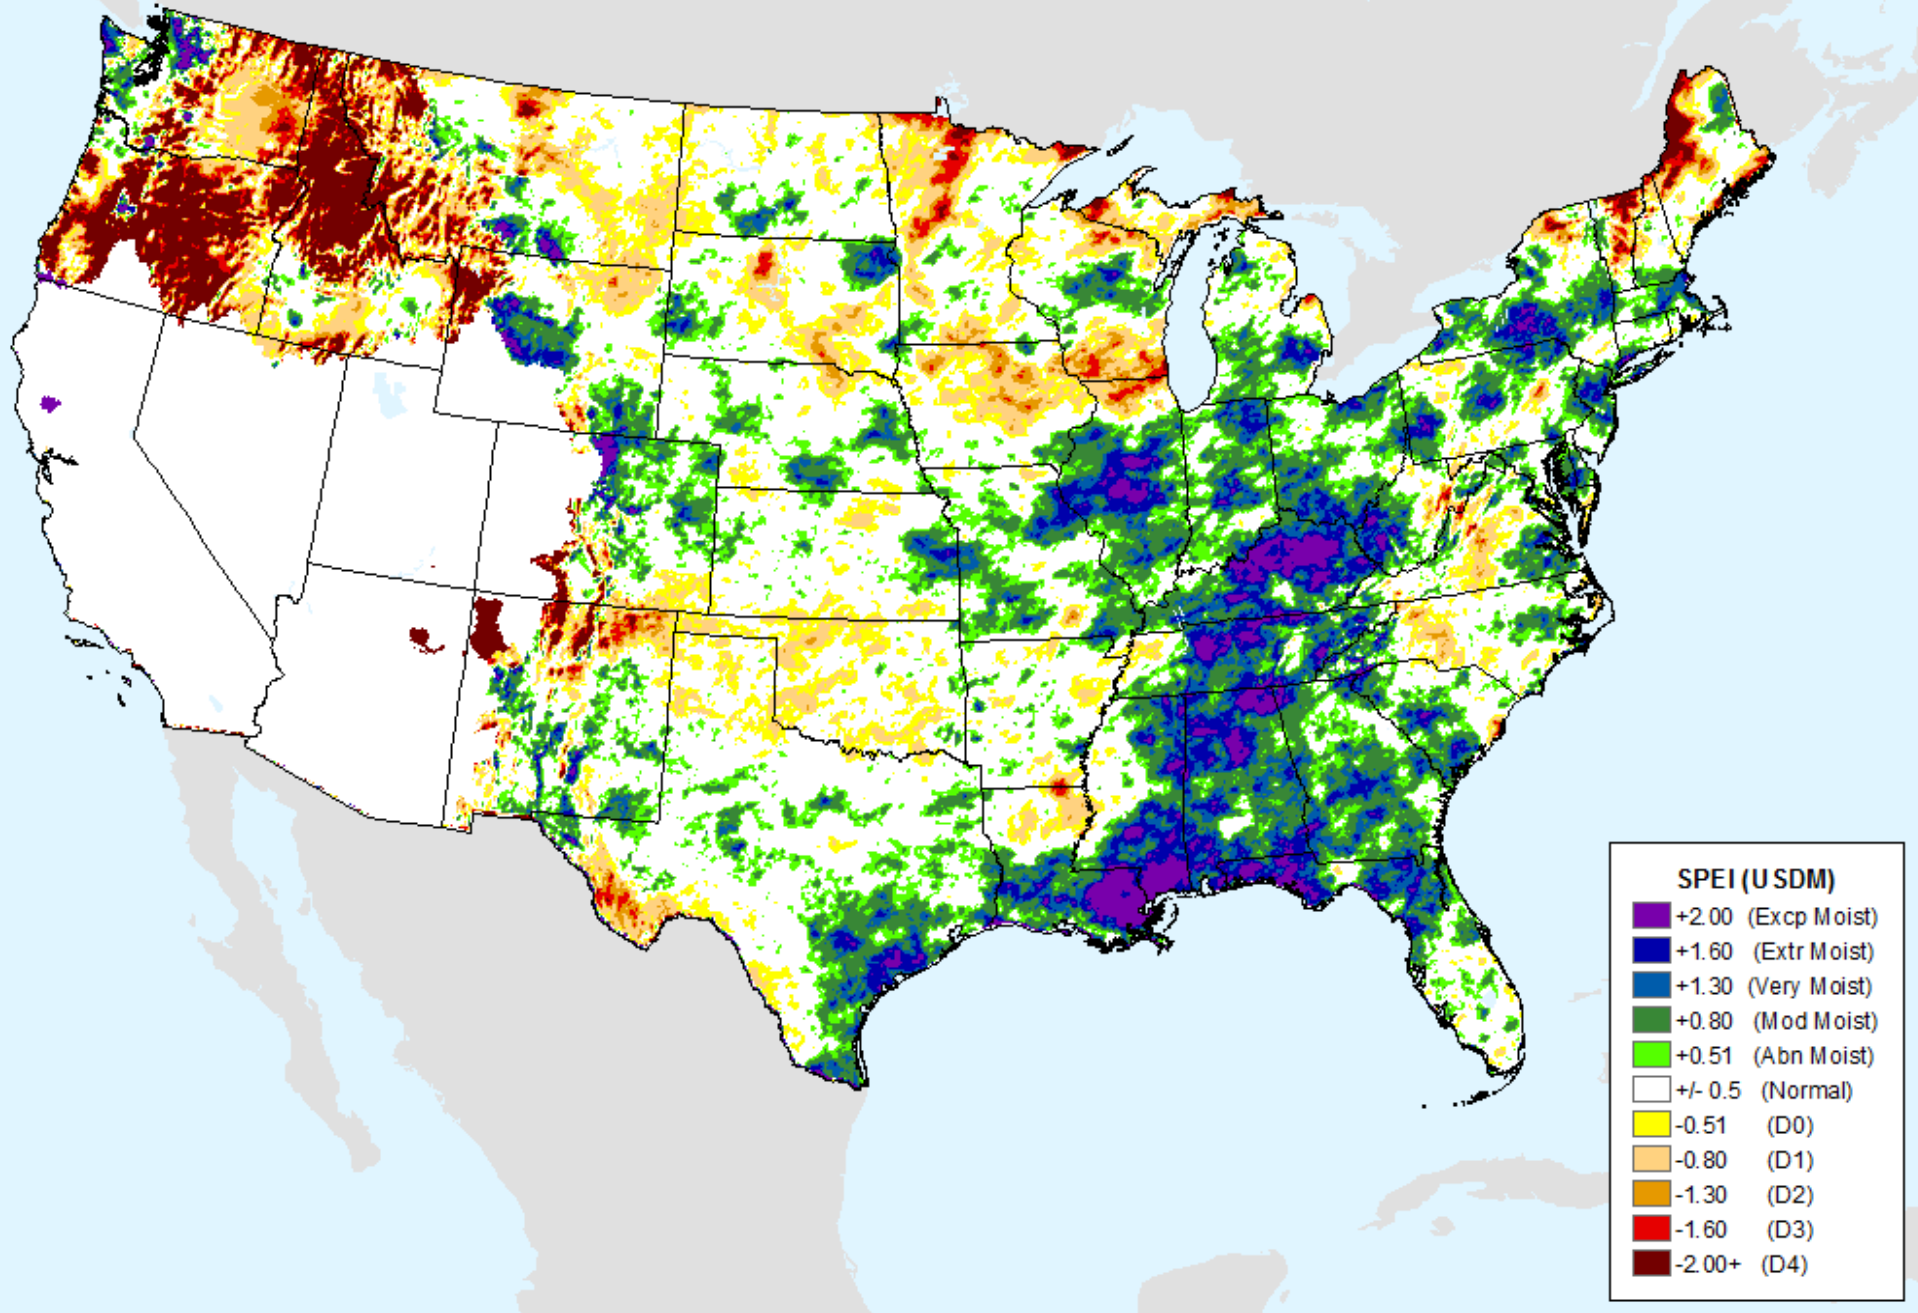 SPEI (USDM)
+2.00 (Excp Moist)
+1.60 (Extr Moist)
+1.30 (Very Moist)
+0.80 (Mod Moist)
+0.51 (Abn Moist)
+/- 0.5 (Normal)
-0.51 (D0)
-0.80 (D1)
-1.30 (D2)
-1.60 (D3)
-2.00+ (D4)